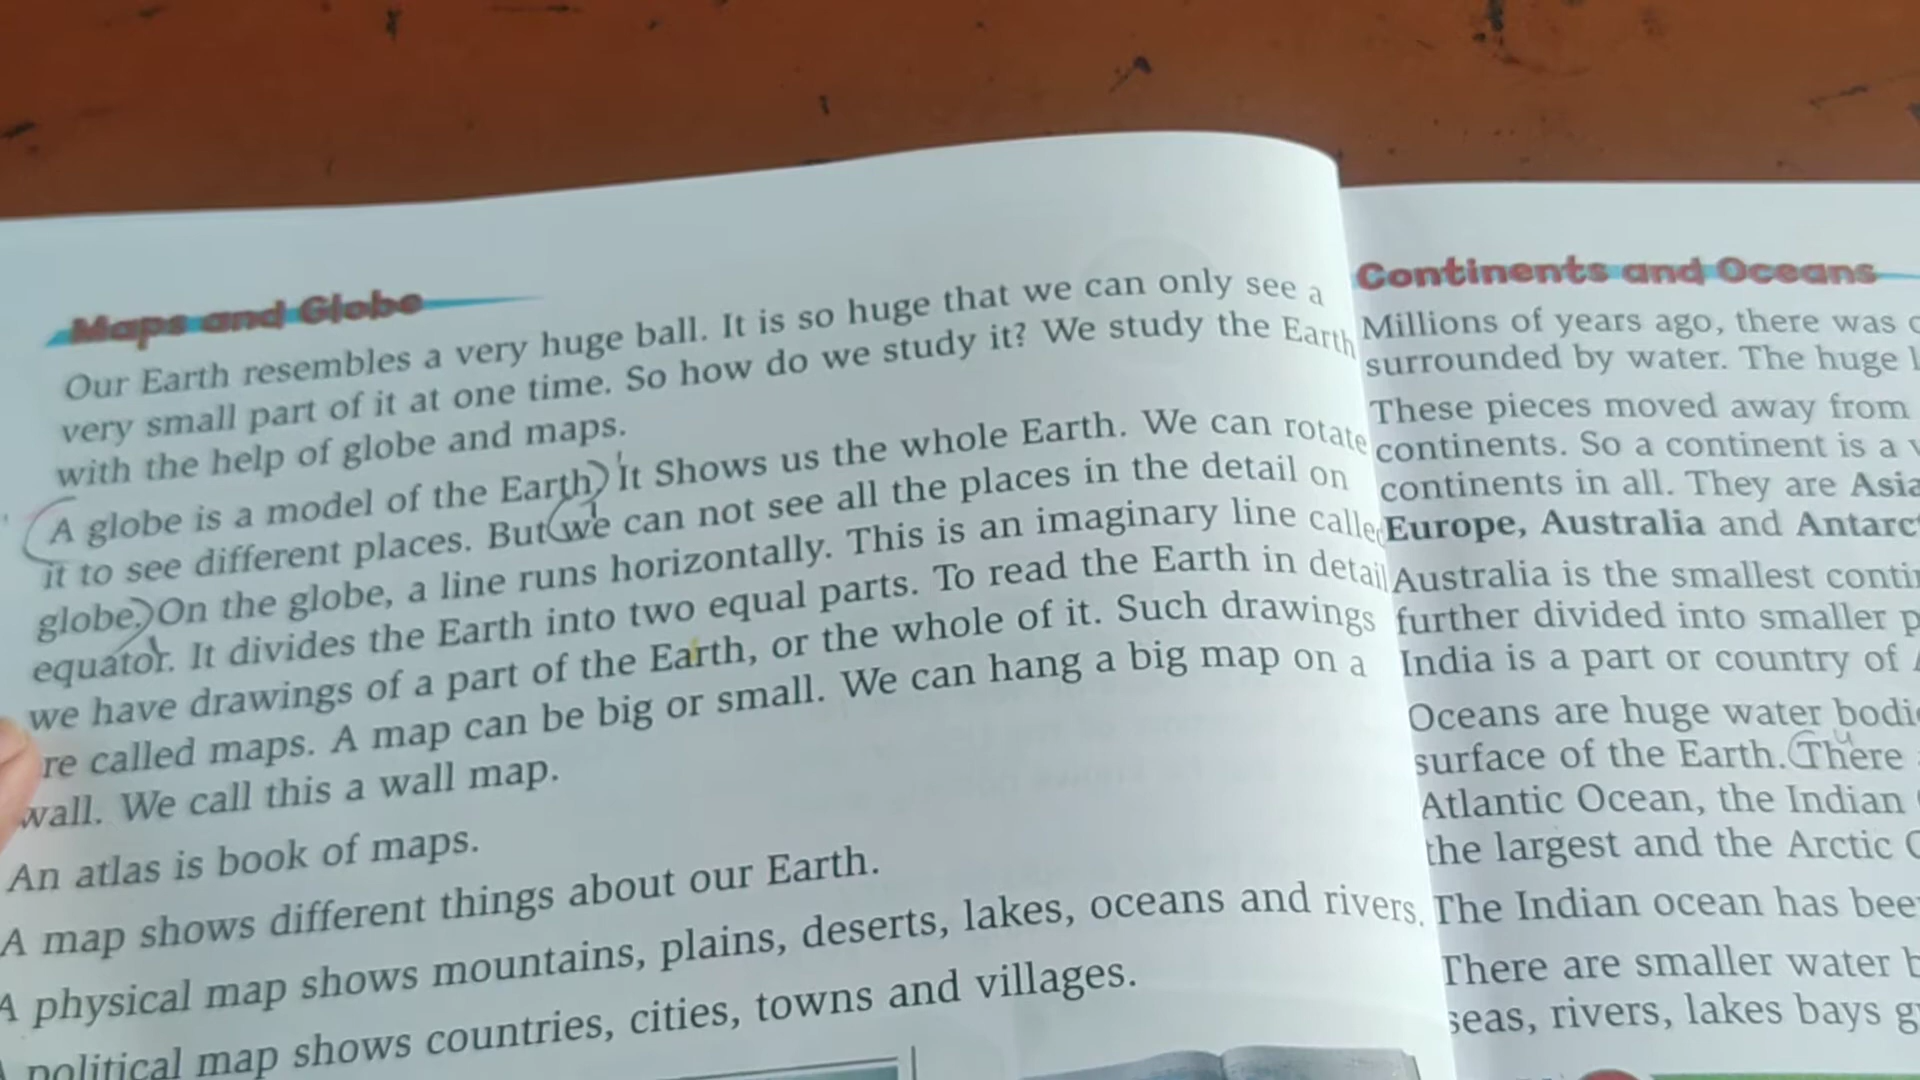 Maps and Globe
Our Earth resembles a very huge ball. It is so huge that we can only see a
very small part of it at one time. So how do we study it? We study the Earth
with the help of globe and maps.
A globe is a model of the Earth. It Shows us the whole Earth. We can rotate
it to see different places. But we can not see all the places in the detail on
globe. On the globe, a line runs horizontally. This is an imaginary line called
equator. It divides the Earth into two equal parts. To read the Earth in detail
we have drawings of a part of the Earth, or the whole of it. Such drawings
re called maps. A map can be big or small. We can hang a big map on a
wall. We call this a wall map.
An atlas is book of maps.
A map shows different things about our Earth.
A physical map shows mountains, plains, deserts, lakes, oceans and rivers.
political map shows countries, cities, towns and villages.
Continents and Oceans
Millions of years ago, there was
surrounded by water. The huge
These pieces moved away from
continents. So a continent is a
continents in all. They are Asia
Europe, Australia and
Australia is the smallest
further divided into smaller
India is a part or country of
Oceans are huge water
surface of the Earth. There
Atlantic Ocean, the Indian
the largest and the Arctic
The Indian ocean has
There are smaller water
seas, rivers, lakes bays